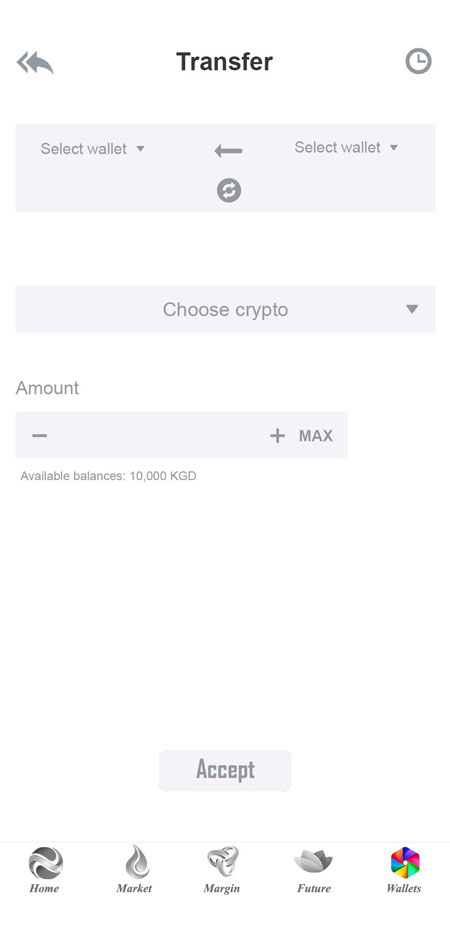 Transfer
Select wallet
Select wallet
Choose crypto
Amount
MAX
Available balances: 10,000 KGD
Accept
Home Market Margin Future Wallets